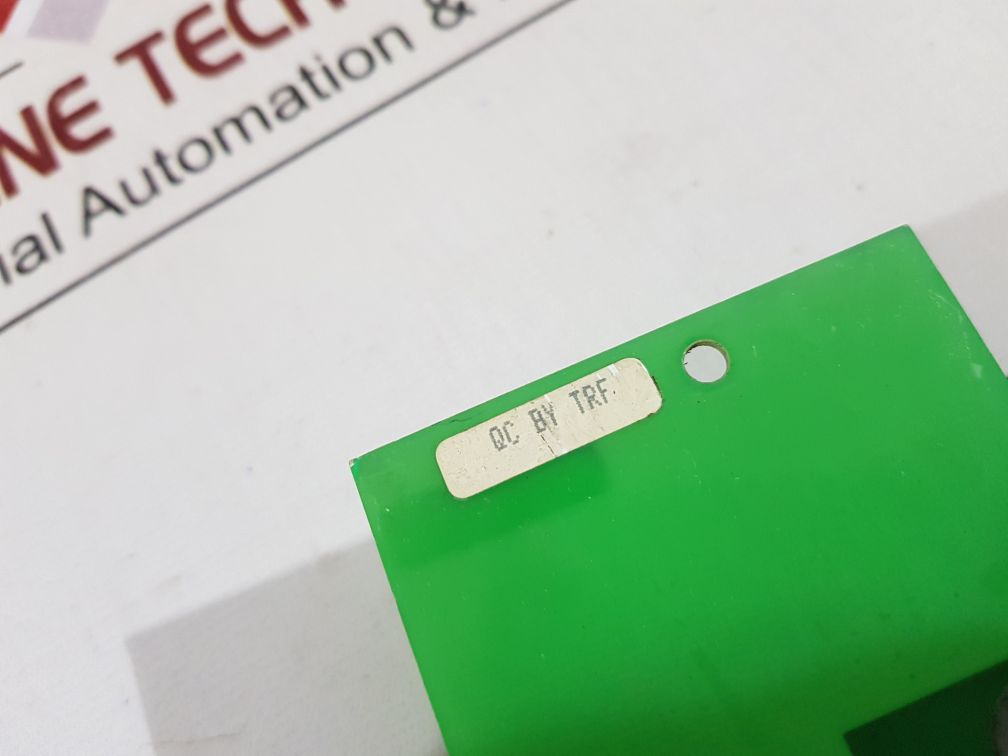 NE TECH
ial Automation &
QC BY TRF